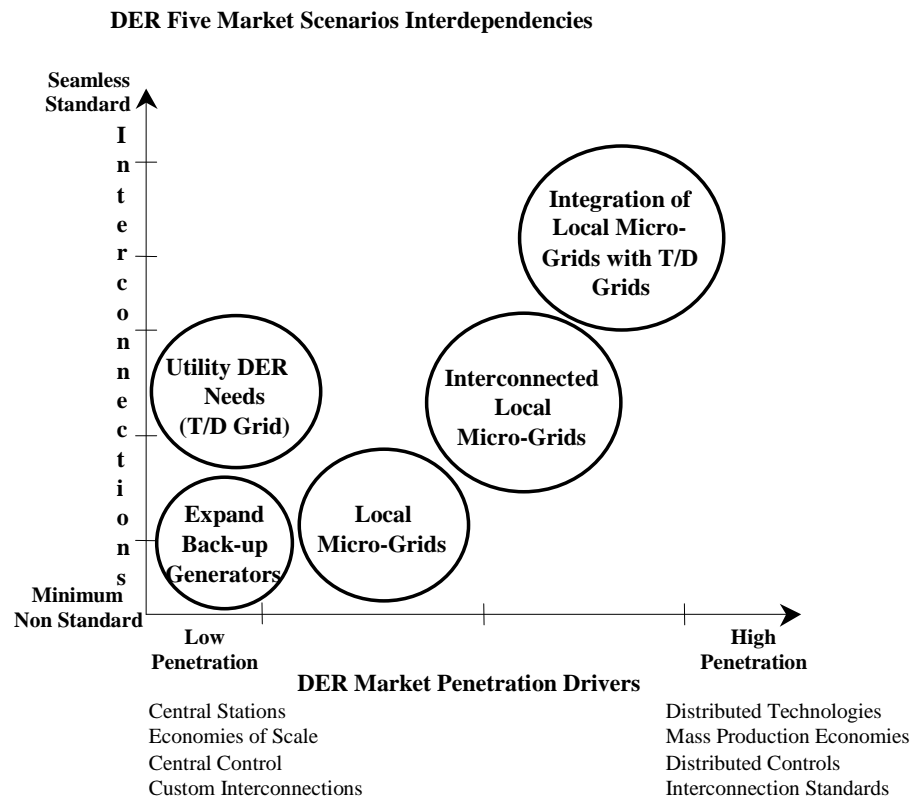 DER Five Market Scenarios Interdependencies
Seamless
Standard
Interconnections
Integration of
Local Micro-
Grids with T/D
Grids
Utility DER
Needs
(T/D Grid)
Interconnected
Local
Micro-Grids
Expand
Back-up
Generators
Local
Micro-Grids
Minimum
Non Standard
Low
Penetration
High
Penetration
DER Market Penetration Drivers
Central Stations
Economies of Scale
Central Control
Custom Interconnections
Distributed Technologies
Mass Production Economies
Distributed Controls
Interconnection Standards